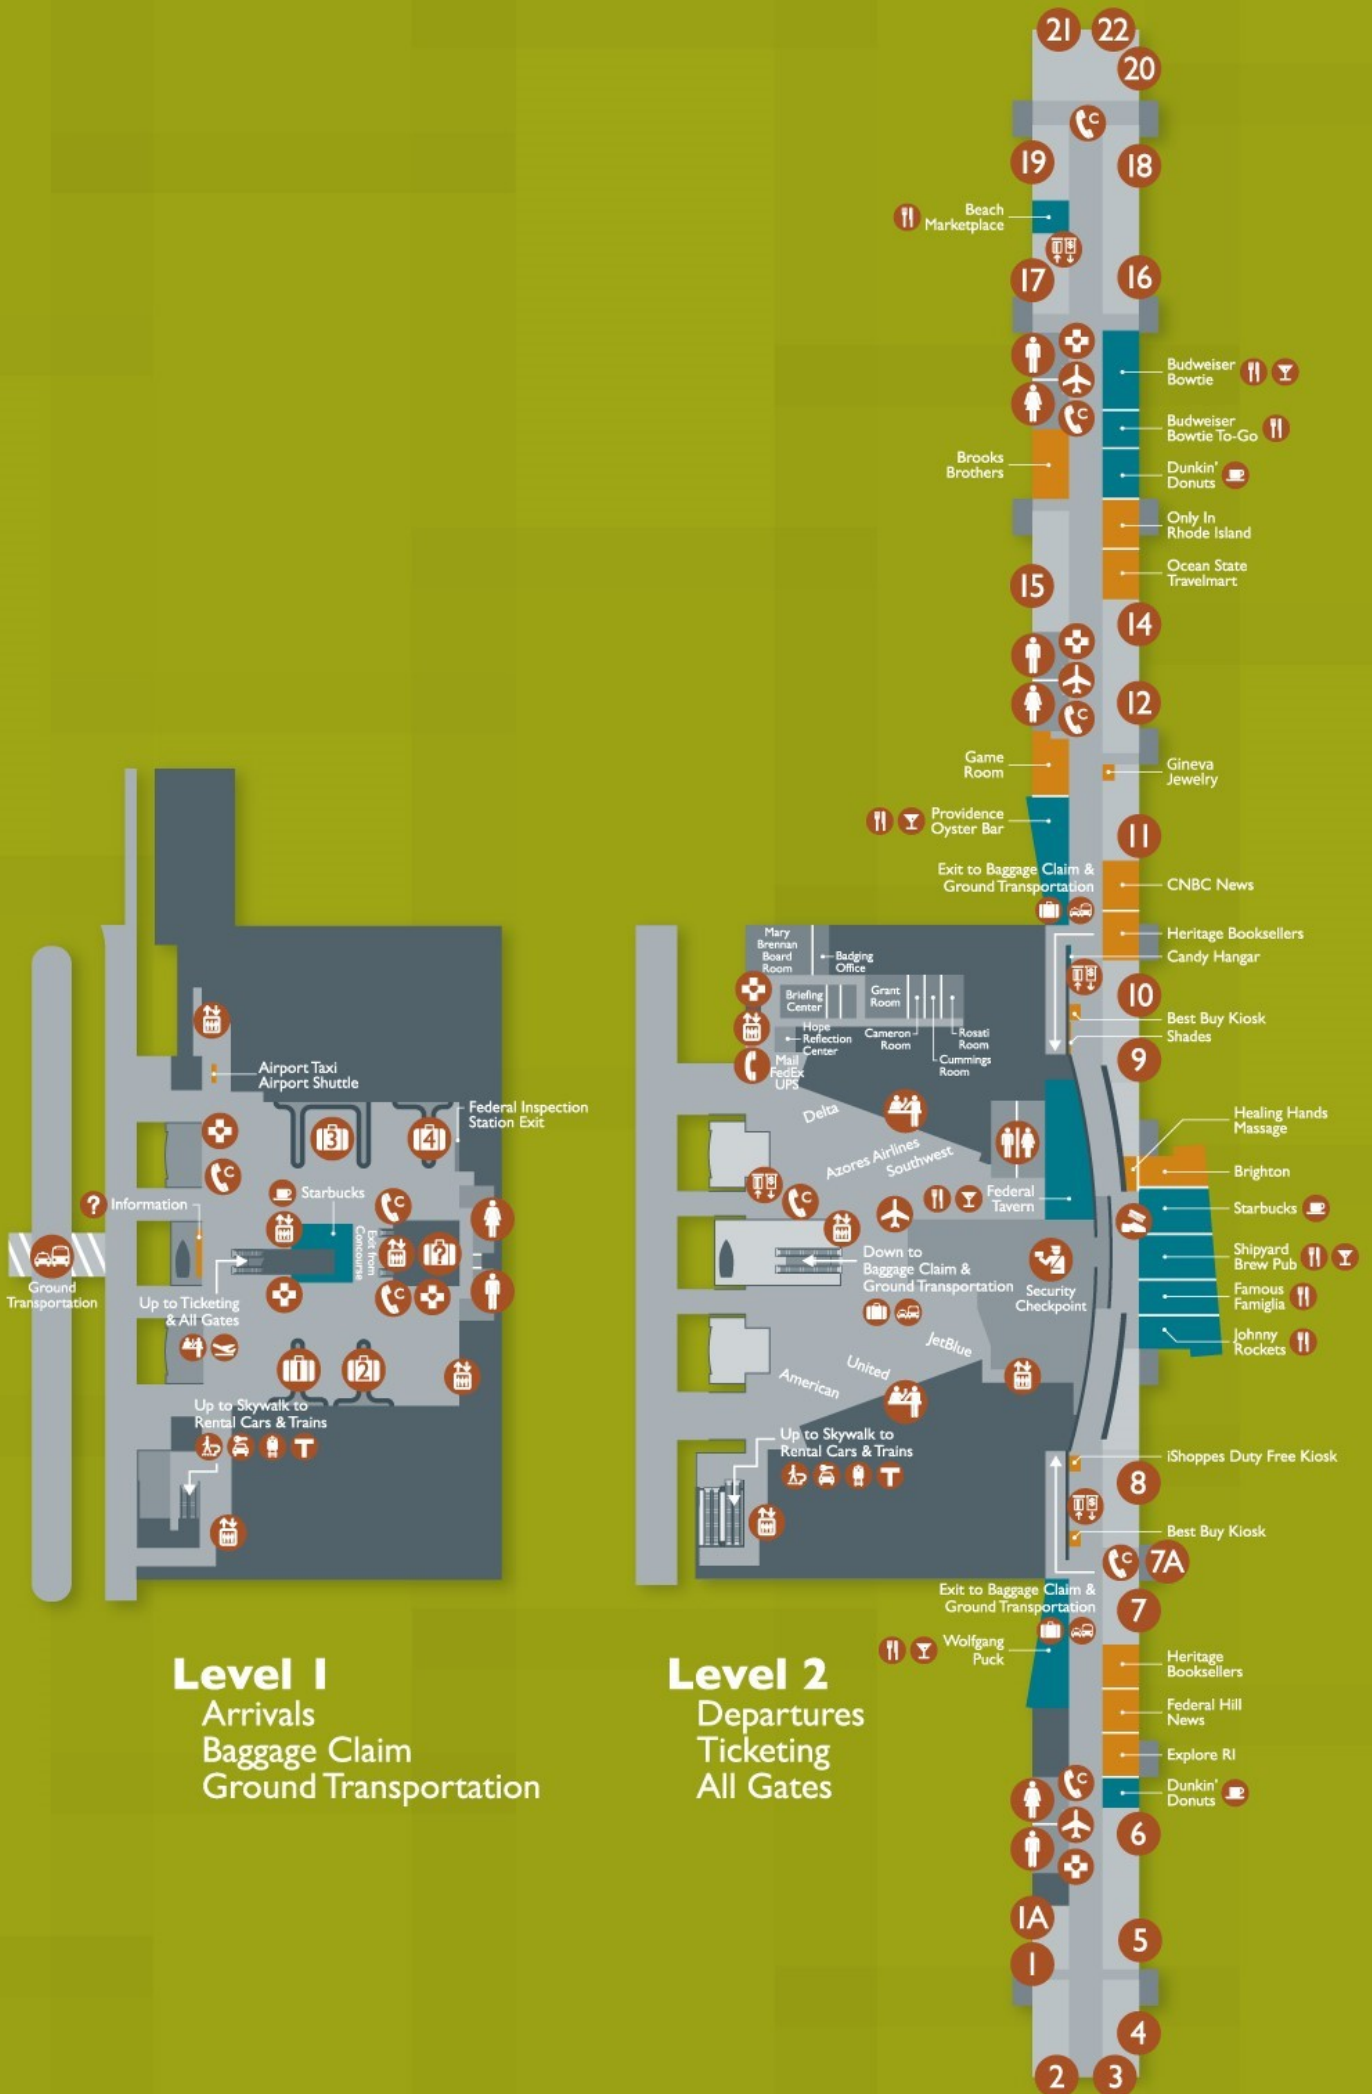 21
22
20
C
19
18
Beach
Marketplace
17
16
Budweiser
Bowtie
C
Budweiser
Bowtie To-Go
Brooks
Brothers
Dunkin'
Donuts
Only In
Rhode Island
Ocean State
Travelmart
15
14
12
C
Game
Room
Gineva
Jewelry
Providence
Oyster Bar
11
Exit to Baggage Claim &
Ground Transportation
CNBC News
Heritage Booksellers
Candy Hangar
10
Best Buy Kiosk
Shades
9
Mary
Brennan
Board
Room
Badging
Office
Briefing
Center
Grant
Room
Hope
Reflection
Center
Cameron
Room
Rosati
Room
Cummings
Room
Mail
FedEx
UPS
Delta
Azores Airlines
Southwest
Federal
Tavern
Healing Hands
Massage
Brighton
Starbucks
Shipyard
Brew Pub
Famous
Famiglia
Johnny
Rockets
C
Down to
Baggage Claim &
Ground Transportation
Security
Checkpoint
JetBlue
United
American
Up to Skywalk to
Rental Cars & Trains
T
iShoppes Duty Free Kiosk
8
Best Buy Kiosk
C
7A
Exit to Baggage Claim &
Ground Transportation
7
Wolfgang
Puck
Heritage
Booksellers
Federal Hill
News
Explore RI
C
Dunkin'
Donuts
6
1A
5
1
4
2
3
Airport Taxi
Airport Shuttle
Federal Inspection
Station Exit
3
4
C
? Information
Starbucks
C
Exit from
Concourse
?
Ground
Transportation
Up to Ticketing
& All Gates
C
1
2
Up to Skywalk to
Rental Cars & Trains
T
Level 1
Arrivals
Baggage Claim
Ground Transportation
Level 2
Departures
Ticketing
All Gates